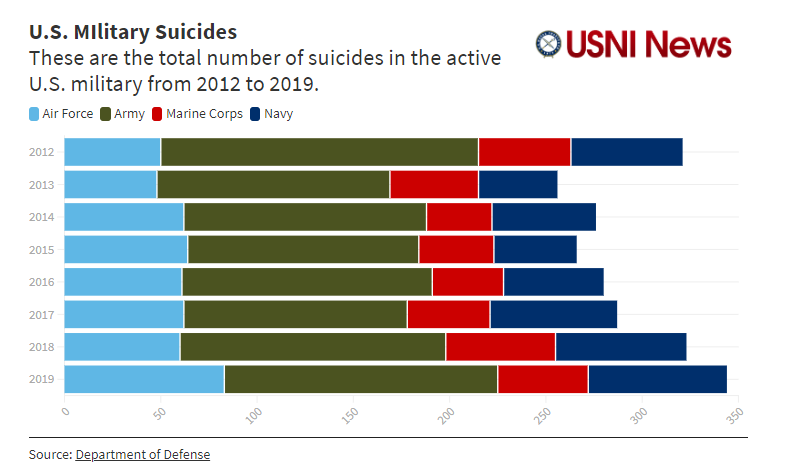 U.S. MIlitary Suicides
These are the total number of suicides in the active
U.S. military from 2012 to 2019.
USNI News
Air Force Army Marine Corps Navy
2012
2013
2014
2015
2016
2017
2018
2019
0 50 100 150 200 250 300 350
Source: Department of Defense